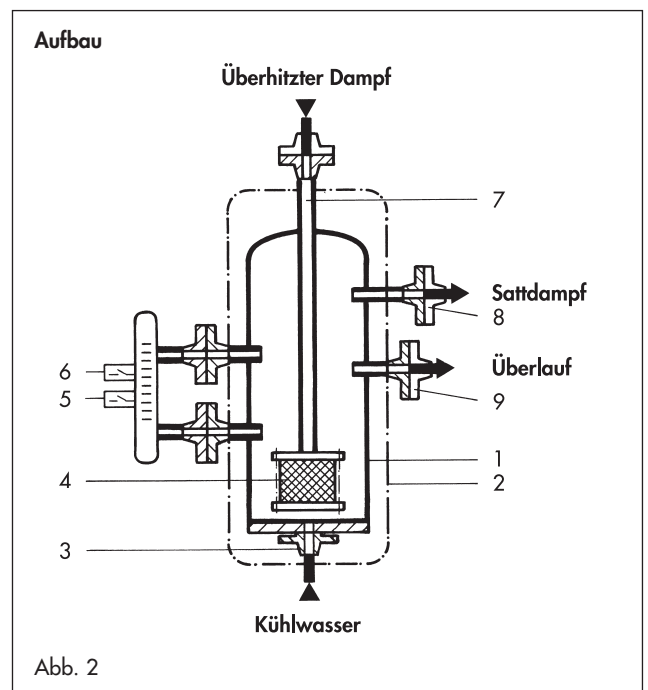 Aufbau
Überhitzter Dampf
7
Sattdampf
8
6
Überlauf
5
9
1
4
2
3
Kühlwasser
Abb. 2